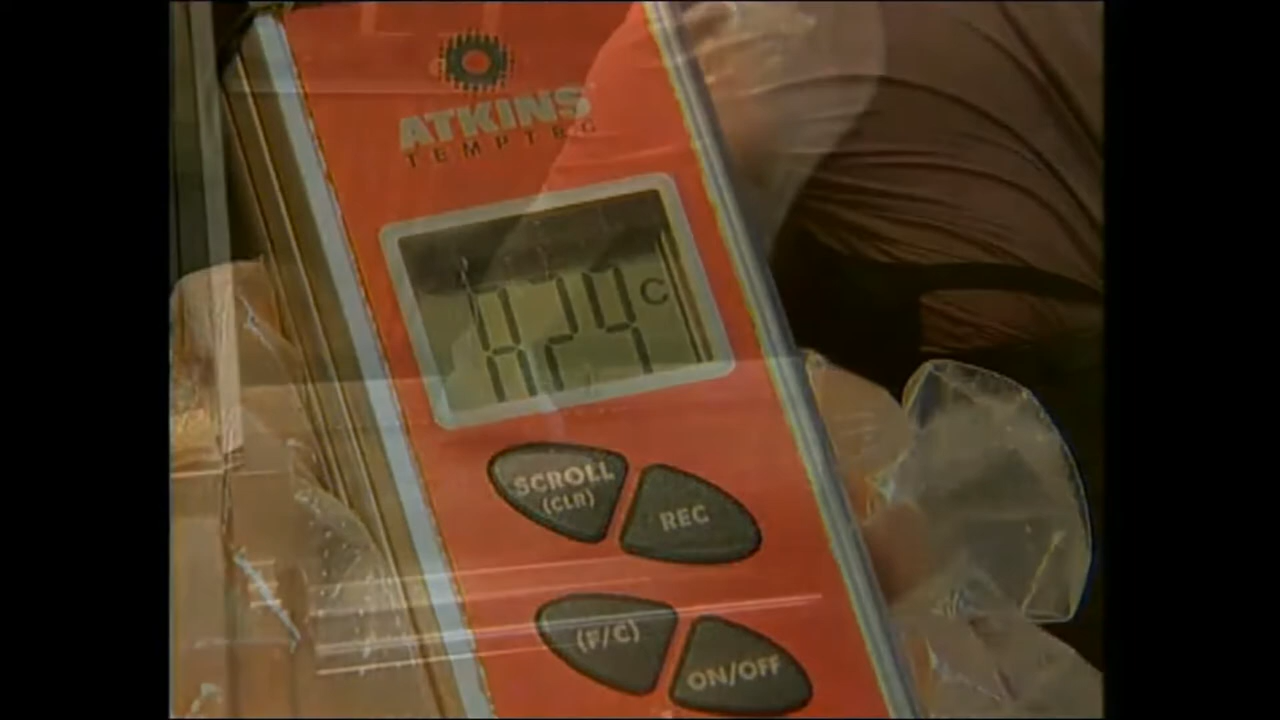 ATKINS
TEMPTEC
C
SCROLL
(CLR)
REC
(F/C)
ON/OFF